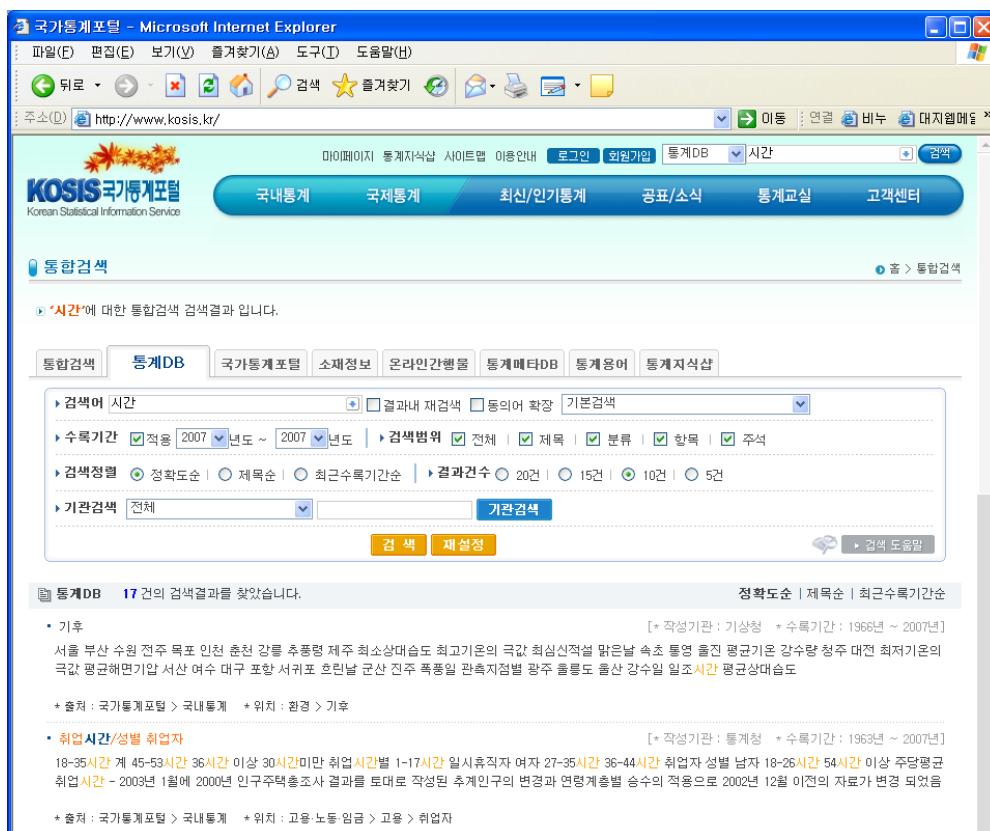 국가통계포털 - Microsoft Internet Explorer
파일(F) 편집(E) 보기(V) 즐겨찾기(A) 도구(T) 도움말(H)
뒤로 검색 즐겨찾기
주소(D) http://www.kosis.kr/ 이동 연결 비누 대지웹메일 »
마이페이지 통계지식샵 사이트맵 이용안내 로그인 회원가입 통계DB 시간 검색
KOSIS 국가통계포털
Korean Statistical Information Service
국내통계 국제통계 최신/인기통계 공표/소식 통계교실 고객센터
통합검색 홈 > 통합검색
'시간'에 대한 통합검색 검색결과 입니다.
통합검색 통계DB 국가통계포털 소재정보 온라인간행물 통계메타DB 통계용어 통계지식샵
검색어 시간 결과내 재검색 동의어 확장 기본검색
수록기간 적용 2007 년도 ~ 2007 년도 | 검색범위 전체 | 제목 | 분류 | 항목 | 주석
검색정렬 정확도순 | 제목순 | 최근수록기간순 | 결과건수 20건 | 15건 | 10건 | 5건
기관검색 전체 기관검색
검 색 재설정 검색 도움말
통계DB 17 건의 검색결과를 찾았습니다. 정확도순 | 제목순 | 최근수록기간순
• 기후 [* 작성기관 : 기상청 * 수록기간 : 1966년 ~ 2007년]
서울 부산 수원 전주 목포 인천 춘천 강릉 추풍령 제주 최소상대습도 최고기온의 극값 최심신적설 맑은날 속초 통영 울진 평균기온 강수량 청주 대전 최저기온의
극값 평균해면기압 서산 여수 대구 포항 서귀포 흐린날 군산 진주 폭풍일 관측지점별 광주 울릉도 울산 강수일 일조시간 평균상대습도
* 출처 : 국가통계포털 > 국내통계 * 위치 : 환경 > 기후
• 취업시간/성별 취업자 [* 작성기관 : 통계청 * 수록기간 : 1963년 ~ 2007년]
18-35시간 계 45-53시간 36시간 이상 30시간미만 취업시간별 1-17시간 일시휴직자 여자 27-35시간 36-44시간 취업자 성별 남자 18-26시간 54시간 이상 주당평균
취업시간 - 2003년 1월에 2000년 인구주택총조사 결과를 토대로 작성된 추계인구의 변경과 연령계층별 승수의 적용으로 2002년 12월 이전의 자료가 변경 되었음
* 출처 : 국가통계포털 > 국내통계 * 위치 : 고용·노동·임금 > 고용 > 취업자